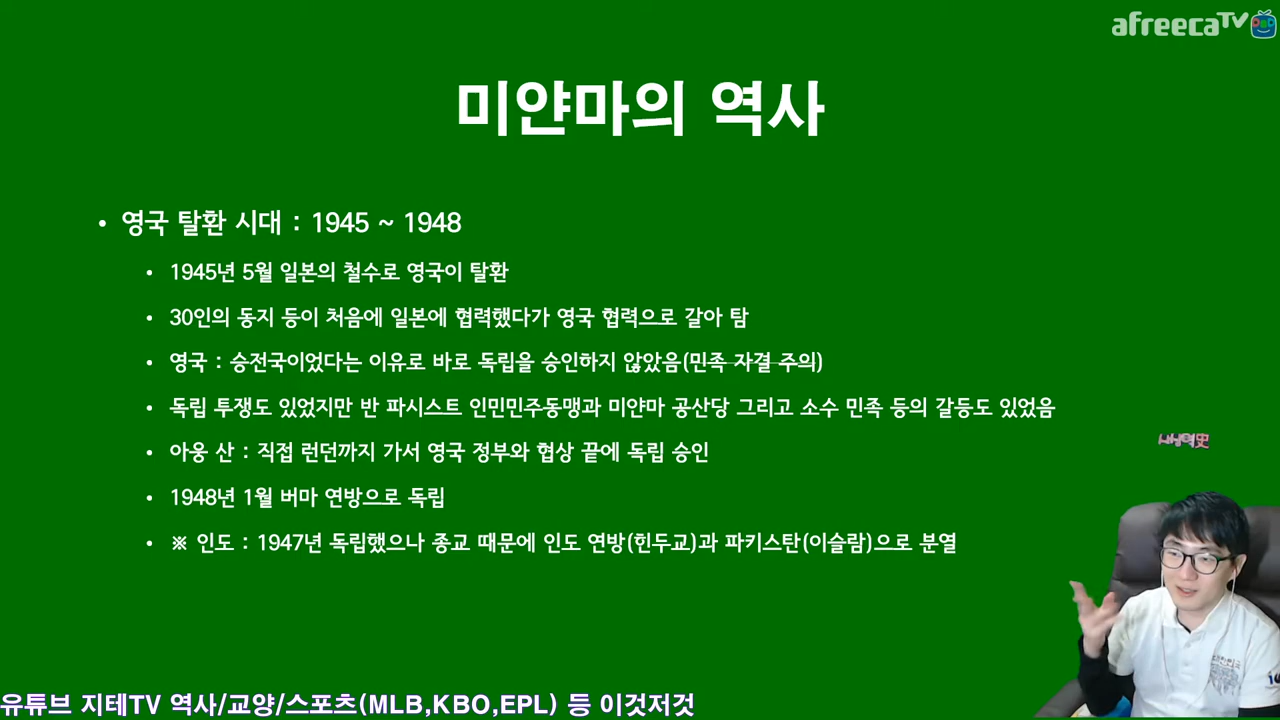 afreecaTV
미얀마의 역사
• 영국 탈환 시대 : 1945 ~ 1948
• 1945년 5월 일본의 철수로 영국이 탈환
• 30인의 동지 등이 처음에 일본에 협력했다가 영국 협력으로 갈아 탐
• 영국 : 승전국이었다는 이유로 바로 독립을 승인하지 않았음(민족 자결 주의)
• 독립 투쟁도 있었지만 반 파시스트 인민민주동맹과 미얀마 공산당 그리고 소수 민족 등의 갈등도 있었음
• 아웅 산 : 직접 런던까지 가서 영국 정부와 협상 끝에 독립 승인
• 1948년 1월 버마 연방으로 독립
• ※ 인도 : 1947년 독립했으나 종교 때문에 인도 연방(힌두교)과 파키스탄(이슬람)으로 분열
유튜브 지테TV 역사/교양/스포츠(MLB,KBO,EPL) 등 이것저것